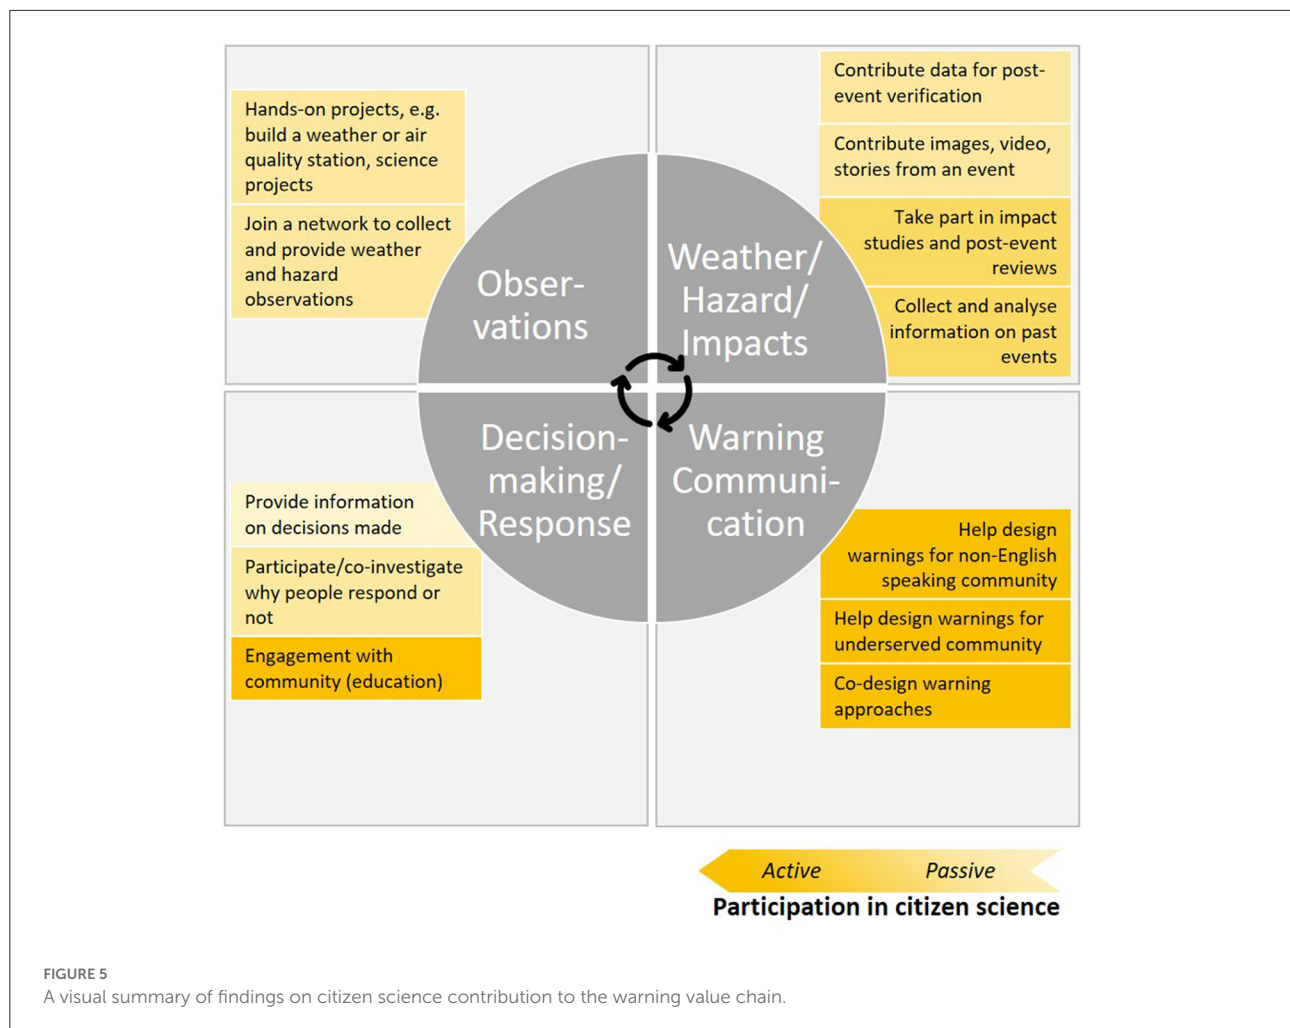 Hands-on projects, e.g.
build a weather or air
quality station, science
projects
Join a network to collect
and provide weather
and hazard
observations
Obser-
vations
Contribute data for post-
event verification
Contribute images, video,
stories from an event
Take part in impact
studies and post-event
reviews
Collect and analyse
information on past
events
Weather/
Hazard/
Impacts
Decision-
making/
Response
Provide information
on decisions made
Participate/co-investigate
why people respond or
not
Engagement with
community (education)
Warning
Communi-
cation
Help design
warnings for non-English
speaking community
Help design warnings for
underserved community
Co-design warning
approaches
Active Passive
Participation in citizen science
FIGURE 5
A visual summary of findings on citizen science contribution to the warning value chain.